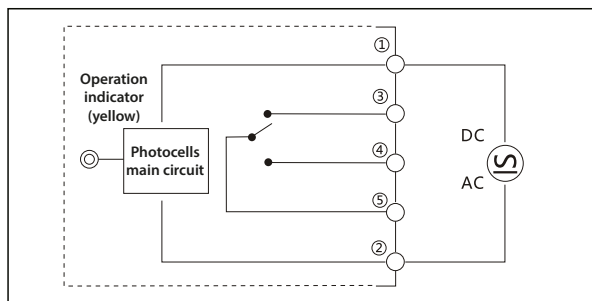 ①
Operation
indicator
(yellow)
③
Photocells
main circuit
DC
④
AC
⑤
②